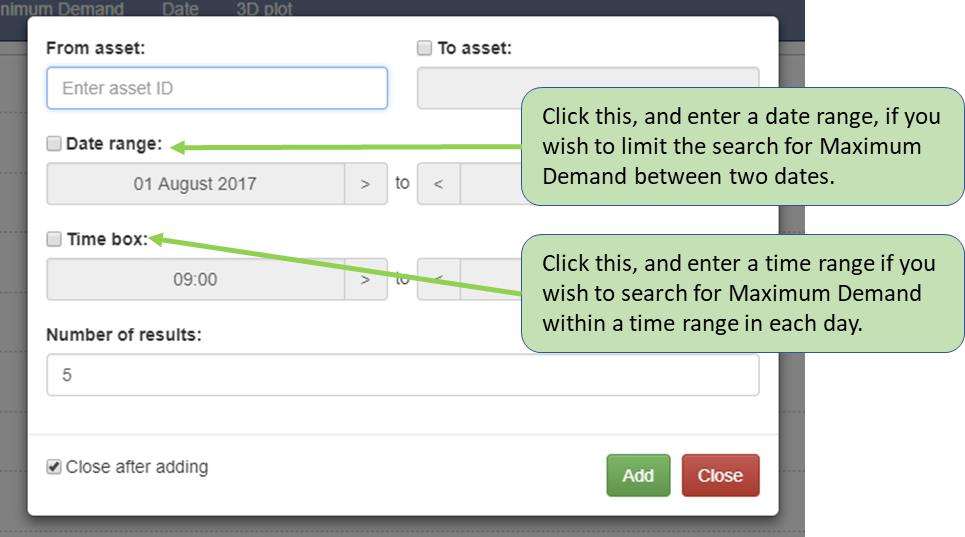 nimum Demand Date 3D plot
From asset: To asset:
Enter asset ID
Click this, and enter a date range, if you
wish to limit the search for Maximum
Demand between two dates.
Date range:
01 August 2017 > to <
Time box:
09:00 > to <
Click this, and enter a time range if you
wish to search for Maximum Demand
within a time range in each day.
Number of results:
5
Close after adding
Add Close